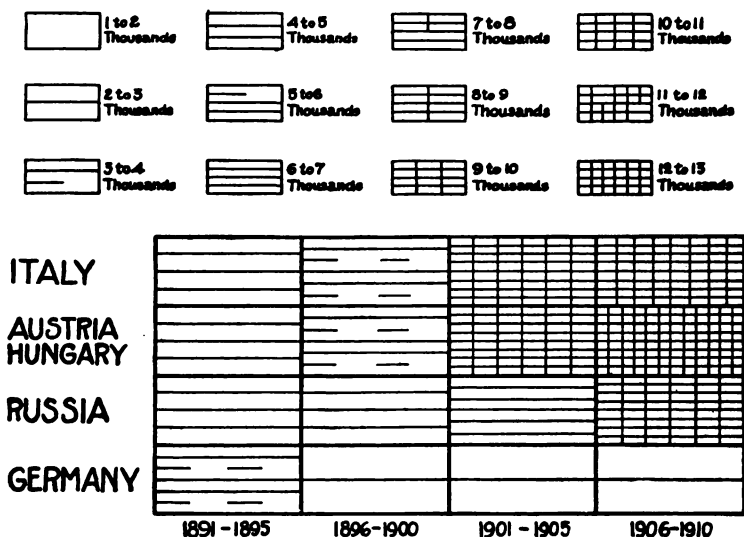 1 to 2 Thousands
4 to 5 Thousands
7 to 8 Thousands
10 to 11 Thousands
2 to 3 Thousands
5 to 6 Thousands
8 to 9 Thousands
11 to 12 Thousands
3 to 4 Thousands
6 to 7 Thousands
9 to 10 Thousands
12 to 13 Thousands
ITALY
AUSTRIA
HUNGARY
RUSSIA
GERMANY
1891-1895
1896-1900
1901-1905
1906-1910